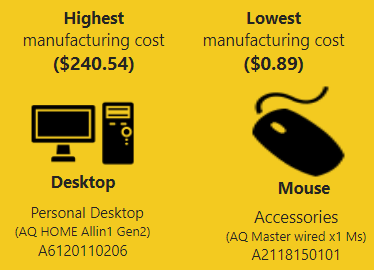 Highest
manufacturing cost
($240.54)
Lowest
manufacturing cost
($0.89)
Desktop
Personal Desktop
(AQ HOME Allin1 Gen2)
A6120110206
Mouse
Accessories
(AQ Master wired x1 Ms)
A2118150101